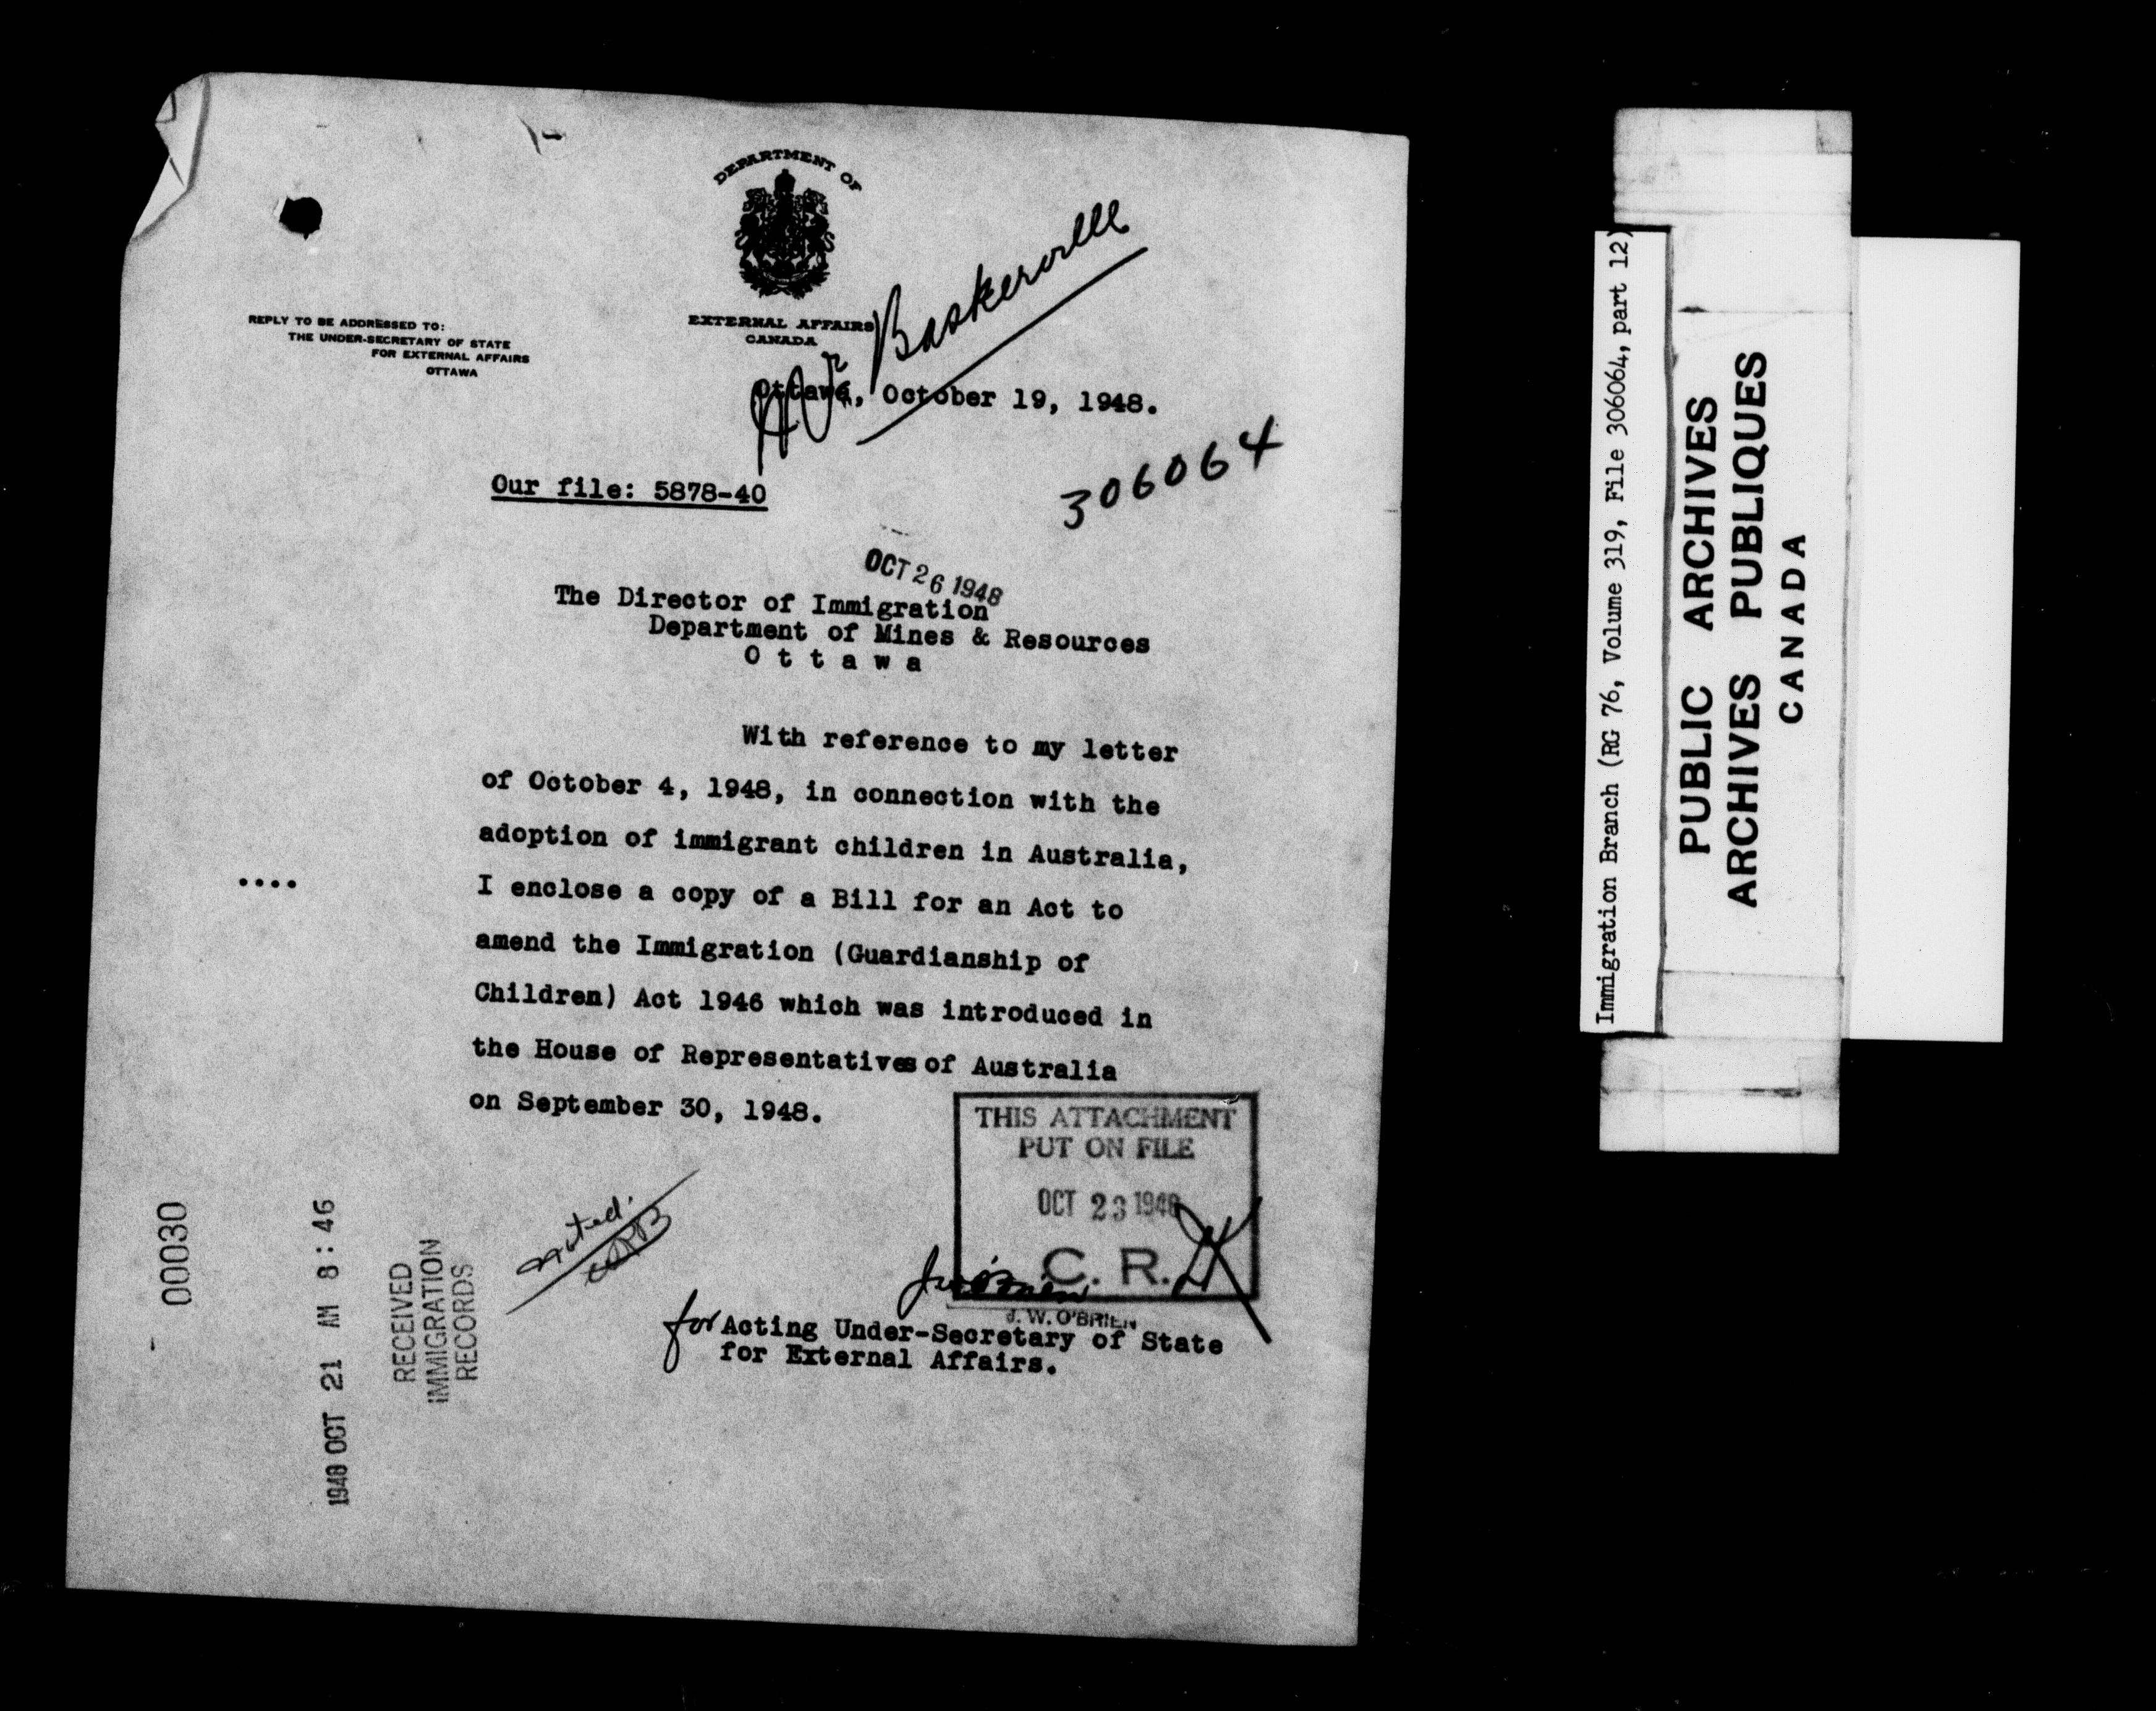 DEPARTMENT OF
EXTERNAL AFFAIRS
CANADA
REPLY TO BE ADDRESSED TO:
THE UNDER-SECRETARY OF STATE
FOR EXTERNAL AFFAIRS
OTTAWA
Baskerville
Ottawa, October 19, 1948.
306064
Our file: 5878-40
OCT 26 1948
The Director of Immigration
Department of Mines & Resources
Ottawa
With reference to my letter
of October 4, 1948, in connection with the
adoption of immigrant children in Australia,
....
I enclose a copy of a Bill for an Act to
amend the Immigration (Guardianship of
Children) Act 1946 which was introduced in
the House of Representatives of Australia
on September 30, 1948.
THIS ATTACHMENT
PUT ON FILE
OCT 23 1948
C. R.
noted.
J. W. O'BRIEN
for Acting Under-Secretary of State
for External Affairs.
00030
1948 OCT 21 AM 8:46
RECEIVED
IMMIGRATION
RECORDS
Immigration Branch (RG 76, Volume 319, File 306064, part 12)
PUBLIC ARCHIVES
ARCHIVES PUBLIQUES
CANADA